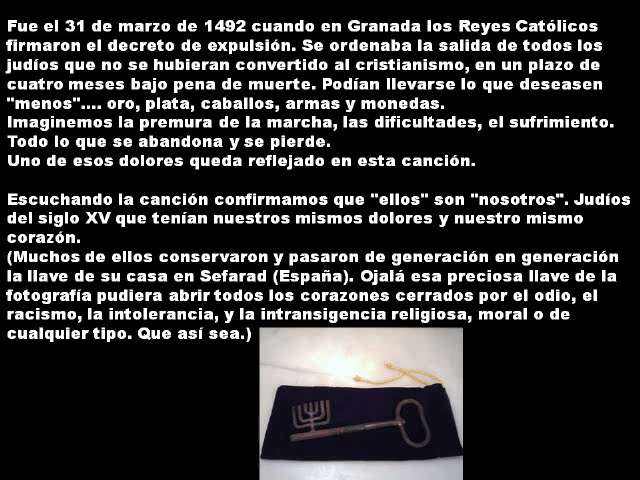 Fue el 31 de marzo de 1492 cuando en Granada los Reyes Católicos
firmaron el decreto de expulsión. Se ordenaba la salida de todos los
judíos que no se hubieran convertido al cristianismo, en un plazo de
cuatro meses bajo pena de muerte. Podían llevarse lo que deseasen
"menos".... oro, plata, caballos, armas y monedas.
Imaginemos la premura de la marcha, las dificultades, el sufrimiento.
Todo lo que se abandona y se pierde.
Uno de esos dolores queda reflejado en esta canción.
Escuchando la canción confirmamos que "ellos" son "nosotros". Judíos
del siglo XV que tenían nuestros mismos dolores y nuestro mismo
corazón.
(Muchos de ellos conservaron y pasaron de generación en generación
la llave de su casa en Sefarad (España). Ojalá esa preciosa llave de la
fotografía pudiera abrir todos los corazones cerrados por el odio, el
racismo, la intolerancia, y la intransigencia religiosa, moral o de
cualquier tipo. Que así sea.)